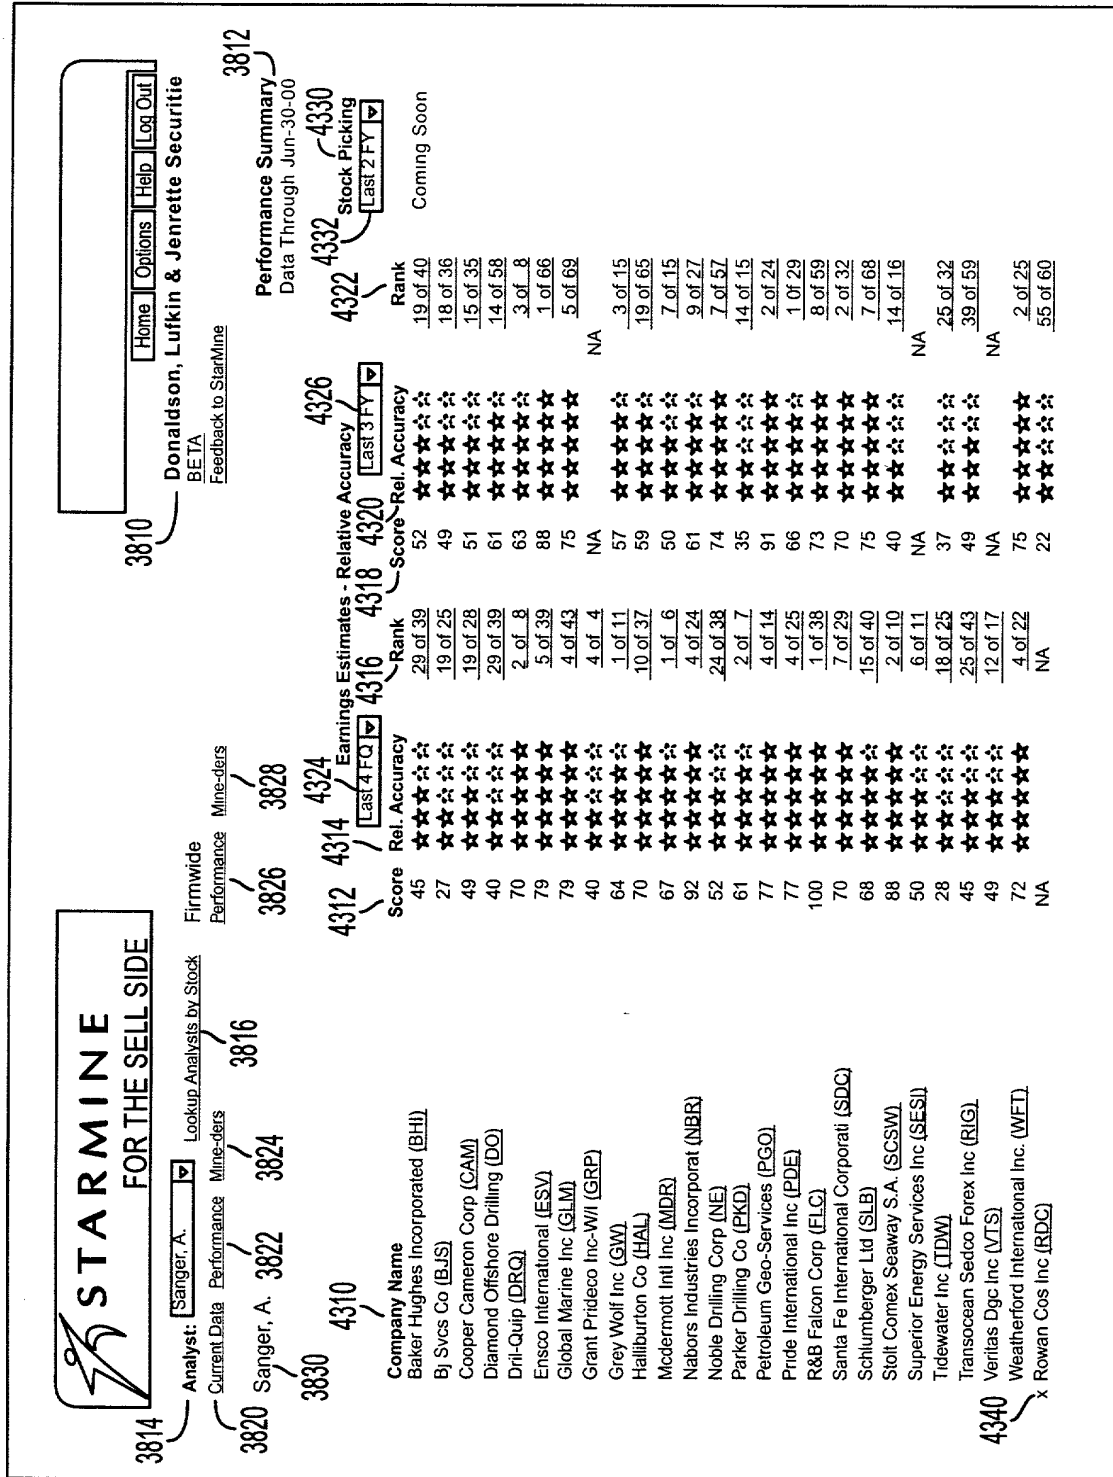 STARMINE
FOR THE SELL SIDE
Home Options Help Log Out
3810
Donaldson, Lufkin & Jenrette Securitie
BETA
Feedback to StarMine
3814
Analyst: Sanger, A. Lookup Analysts by Stock Firmwide
Current Data Performance Mine-ders Performance Mine-ders
3820 3822 3824 3816 3826 3828
Sanger, A.
3830
Performance Summary 3812
Data Through Jun-30-00
4310 4312 4314 4324 4316 4318 4320 4326 4322 4332 4330
Earnings Estimates - Relative Accuracy Stock Picking
Last 4 FQ Last 3 FY Last 2 FY
Company Name Score Rel. Accuracy Rank Score Rel. Accuracy Rank
Baker Hughes Incorporated (BHI) 45 29 of 39 52 19 of 40 Coming Soon
Bj Svcs Co (BJS) 27 19 of 25 49 18 of 36
Cooper Cameron Corp (CAM) 49 19 of 28 51 15 of 35
Diamond Offshore Drilling (DO) 40 29 of 39 61 14 of 58
Dril-Quip (DRQ) 70 2 of 8 63 3 of 8
Ensco International (ESV) 79 5 of 39 88 1 of 66
Global Marine Inc (GLM) 79 4 of 43 75 5 of 69
Grant Prideco Inc-W/I (GRP) 40 4 of 4 NA NA
Grey Wolf Inc (GW) 64 1 of 11 57 3 of 15
Halliburton Co (HAL) 70 10 of 37 59 19 of 65
Mcdermott Intl Inc (MDR) 67 1 of 6 50 7 of 15
Nabors Industries Incorporat (NBR) 92 4 of 24 61 9 of 27
Noble Drilling Corp (NE) 52 24 of 38 74 7 of 57
Parker Drilling Co (PKD) 61 2 of 7 35 14 of 15
Petroleum Geo-Services (PGO) 77 4 of 14 91 2 of 24
Pride International Inc (PDE) 77 4 of 25 66 1 of 29
R&B Falcon Corp (FLC) 100 1 of 38 73 8 of 59
Santa Fe International Corporati (SDC) 70 7 of 29 70 2 of 32
Schlumberger Ltd (SLB) 68 15 of 40 75 7 of 68
Stolt Comex Seaway S.A. (SCSW) 88 2 of 10 40 14 of 16
Superior Energy Services Inc (SESI) 50 6 of 11 NA NA
Tidewater Inc (TDW) 28 18 of 25 37 25 of 32
Transocean Sedco Forex Inc (RIG) 45 25 of 43 49 39 of 59
Veritas Dgc Inc (VTS) 49 12 of 17 NA NA
Weatherford International Inc. (WFT) 72 4 of 22 75 2 of 25
x Rowan Cos Inc (RDC) NA NA 22 55 of 60
4340